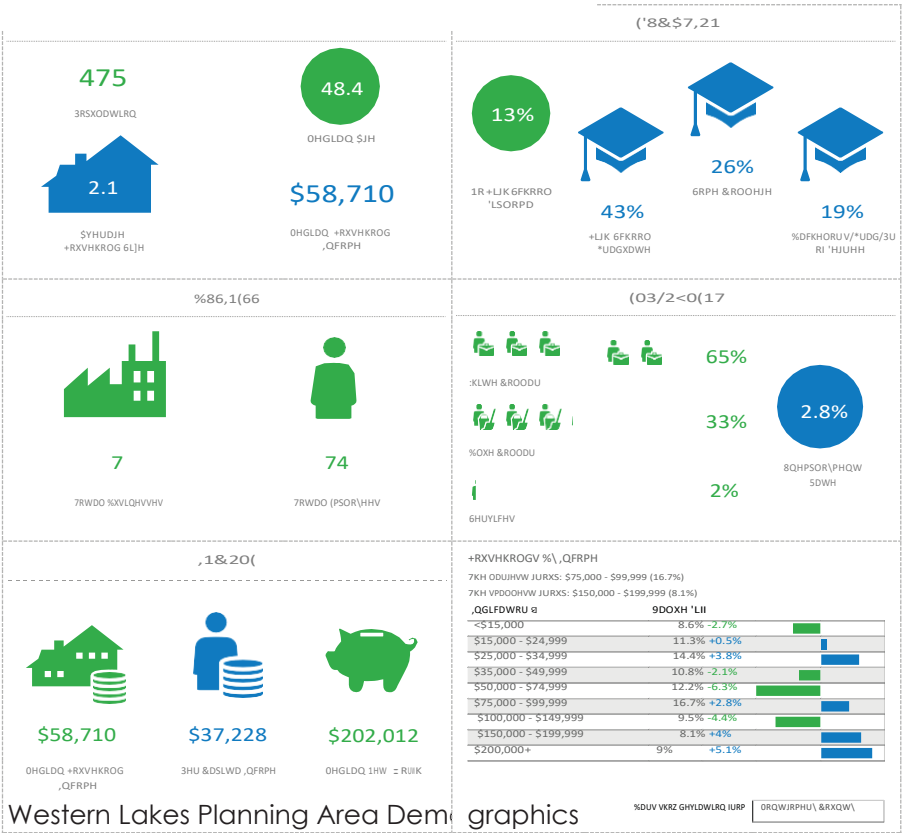 ('8&$7,21
475
3RSXODWLRQ
48.4
0HGLDQ $JH
2.1
$YHUDJH
+RXVHKROG 6L]H
$58,710
0HGLDQ +RXVHKROG
,QFRPH
13%
1R +LJK 6FKRRO
'LSORPD
43%
+LJK 6FKRRO
*UDGXDWH
26%
6RPH &ROOHJH
19%
%DFKHORUV/*UDG/3U
RI 'HJUHH
%86,1(66
7
7RWDO %XVLQHVVHV
74
7RWDO (PSOR\HHV
(03/2<0(17
65%
:KLWH &ROODU
33%
%OXH &ROODU
2%
6HUYLFHV
2.8%
8QHPSOR\PHQW
5DWH
,1&20(
$58,710
0HGLDQ +RXVHKROG
,QFRPH
$37,228
3HU &DSLWD ,QFRPH
$202,012
0HGLDQ 1HW
+RXVHKROGV %\ ,QFRPH
7KH ODUJHVW JURXS: $75,000 - $99,999 (16.7%)
7KH VPDOOHVW JURXS: $150,000 - $199,999 (8.1%)
,QGLFDWRU 9DOXH 'LII
<$15,000 8.6% -2.7%
$15,000 - $24,999 11.3% +0.5%
$25,000 - $34,999 14.4% +3.8%
$35,000 - $49,999 10.8% -2.1%
$50,000 - $74,999 12.2% -6.3%
$75,000 - $99,999 16.7% +2.8%
$100,000 - $149,999 9.5% -4.4%
$150,000 - $199,999 8.1% +4%
$200,000+ 9% +5.1%
%DUV VKRZ GHYLDWLRQ IURP 0RQWJRPHU\ &RXQW\
Western Lakes Planning Area Demographics